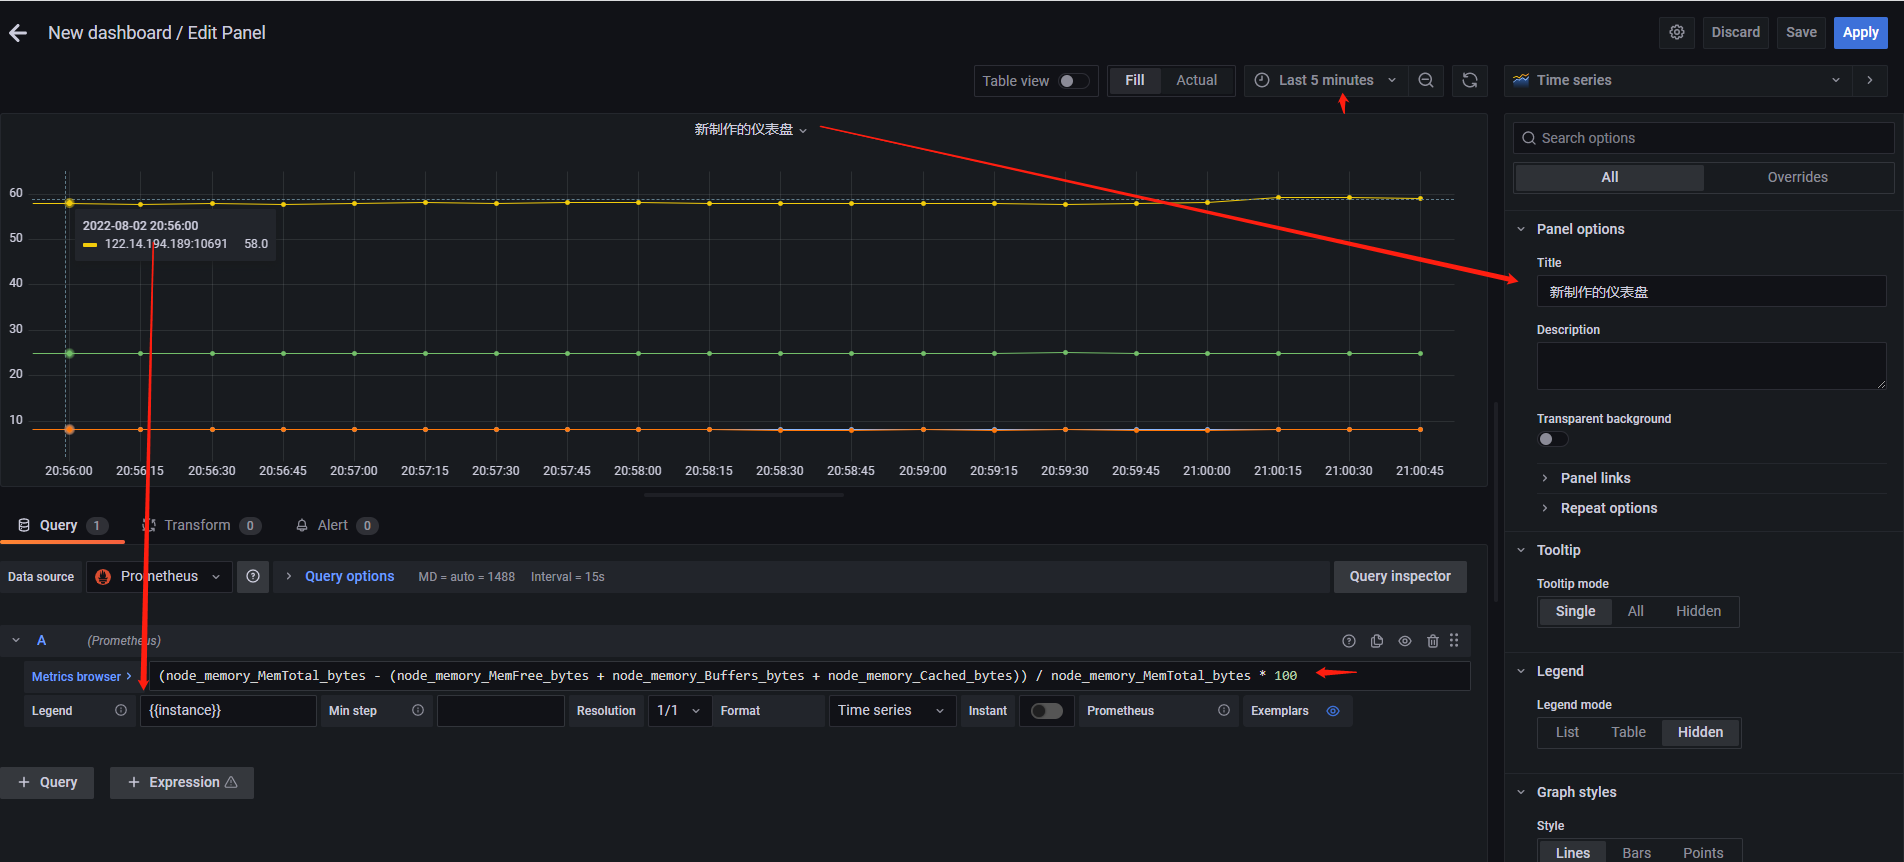 New dashboard / Edit Panel
Discard
Save
Apply
Table view
Fill
Actual
Last 5 minutes
Time series
新制作的仪表盘
60
50
40
30
20
10
2022-08-02 20:56:00
122.14.194.189:10691 58.0
20:56:00 20:56:15 20:56:30 20:56:45 20:57:00 20:57:15 20:57:30 20:57:45 20:58:00 20:58:15 20:58:30 20:58:45 20:59:00 20:59:15 20:59:30 20:59:45 21:00:00 21:00:15 21:00:30 21:00:45
Query 1
Transform 0
Alert 0
Data source
Prometheus
Query options
MD = auto = 1488
Interval = 15s
Query inspector
A
(Prometheus)
Metrics browser
(node_memory_MemTotal_bytes - (node_memory_MemFree_bytes + node_memory_Buffers_bytes + node_memory_Cached_bytes)) / node_memory_MemTotal_bytes * 100
Legend
{{instance}}
Min step
Resolution
1/1
Format
Time series
Instant
Prometheus
Exemplars
+ Query
+ Expression
Search options
All
Overrides
Panel options
Title
新制作的仪表盘
Description
Transparent background
Panel links
Repeat options
Tooltip
Tooltip mode
Single
All
Hidden
Legend
Legend mode
List
Table
Hidden
Graph styles
Style
Lines
Bars
Points